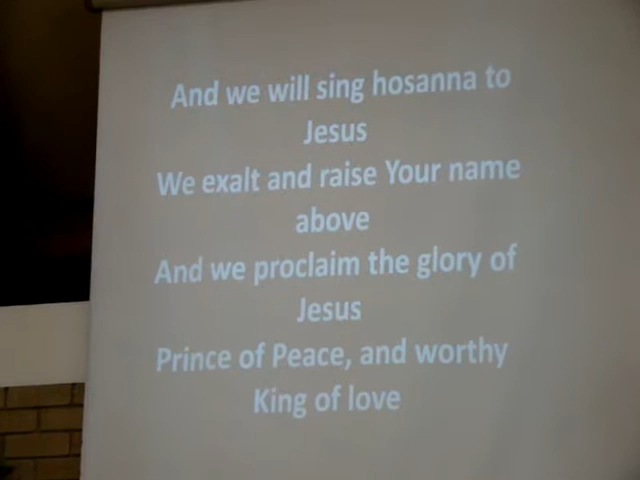 And we will sing hosanna to
Jesus
We exalt and raise Your name
above
And we proclaim the glory of
Jesus
Prince of Peace, and worthy
King of love